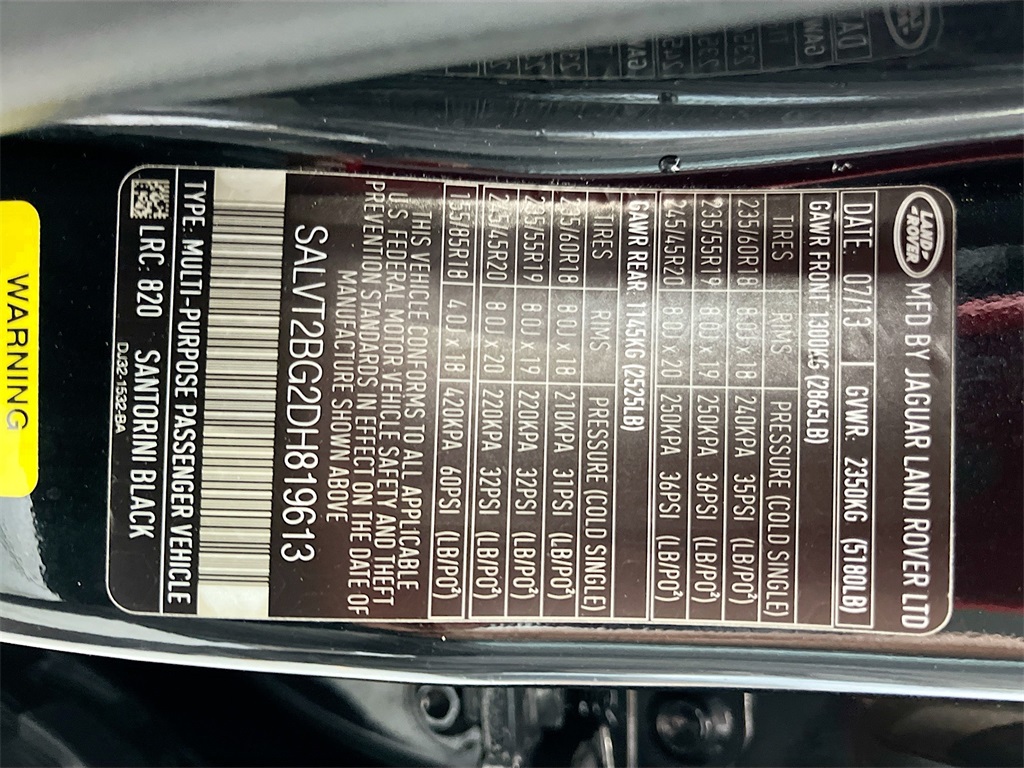 LAND-
ROVER
MFD BY JAGUAR LAND ROVER LTD
DATE: 07/13 GVWR: 2350KG (5180LB)
GAWR FRONT: 1300KG (2865LB)
TIRES RIMS PRESSURE (COLD SINGLE)
235/60R18 8.0J x 18 240KPA 35PSI (LB/PO²)
235/55R19 8.0J x 19 250KPA 36PSI (LB/PO²)
245/45R20 8.0J x 20 250KPA 36PSI (LB/PO²)
GAWR REAR: 1145KG (2525LB)
TIRES RIMS PRESSURE (COLD SINGLE)
235/60R18 8.0J x 18 210KPA 31PSI (LB/PO²)
235/55R19 8.0J x 19 220KPA 32PSI (LB/PO²)
245/45R20 8.0J x 20 220KPA 32PSI (LB/PO²)
155/85R18 4.0J x 18 420KPA 60PSI (LB/PO²)
THIS VEHICLE CONFORMS TO ALL APPLICABLE
U.S. FEDERAL MOTOR VEHICLE SAFETY AND THEFT
PREVENTION STANDARDS IN EFFECT ON THE DATE OF
MANUFACTURE SHOWN ABOVE
SALVT2BG2DH819613
TYPE: MULTI-PURPOSE PASSENGER VEHICLE
LRC: 820 SANTORINI BLACK
DJ32-1532-BA
WARNING